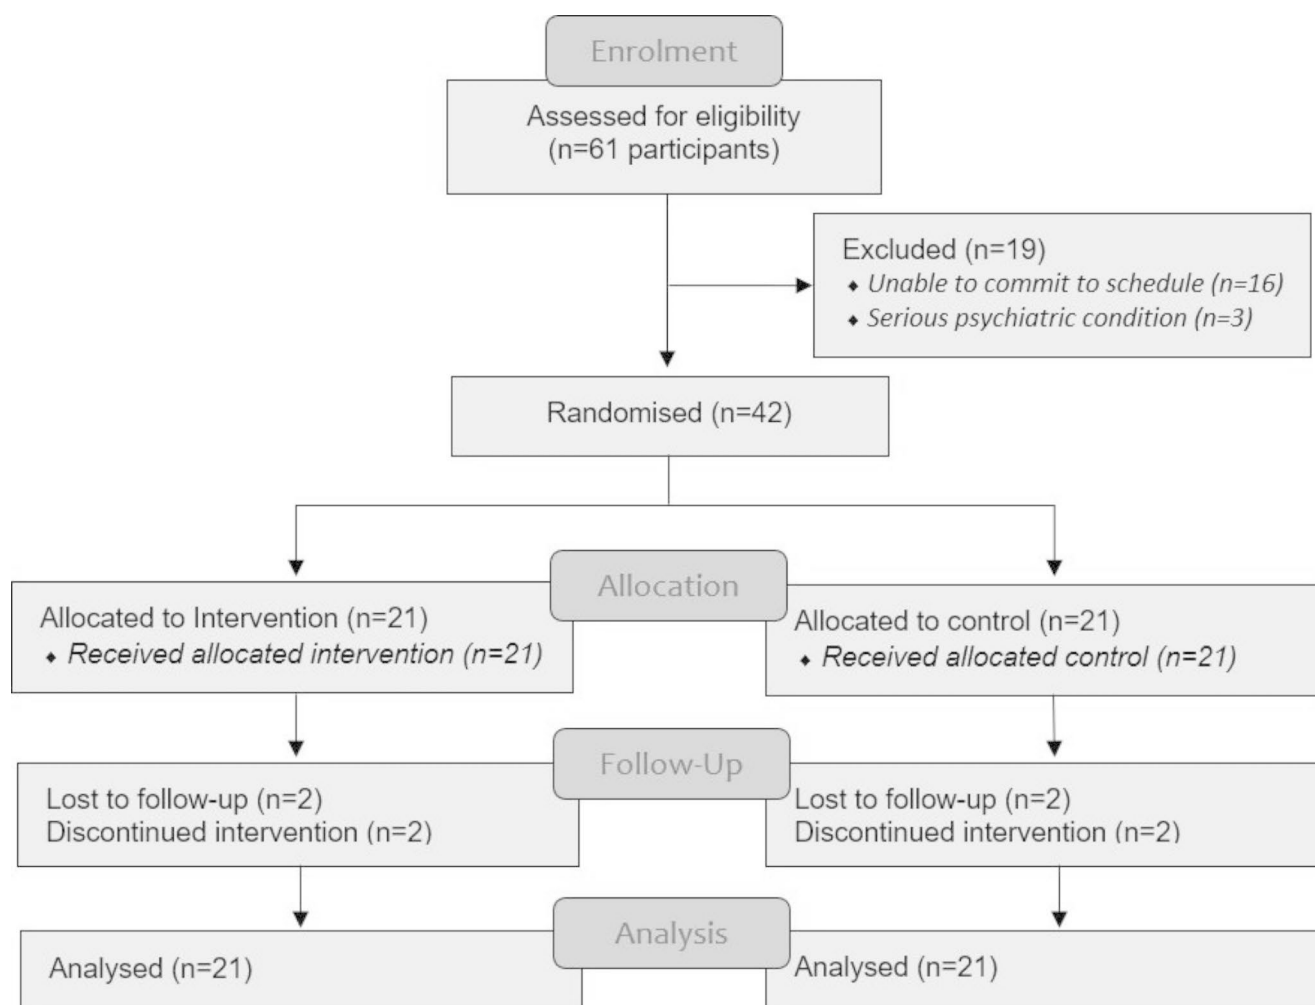 Enrolment
Assessed for eligibility
(n=61 participants)
Excluded (n=19)
⬥ Unable to commit to schedule (n=16)
⬥ Serious psychiatric condition (n=3)
Randomised (n=42)
Allocation
Allocated to Intervention (n=21)
⬥ Received allocated intervention (n=21)
Allocated to control (n=21)
⬥ Received allocated control (n=21)
Follow-Up
Lost to follow-up (n=2)
Discontinued intervention (n=2)
Lost to follow-up (n=2)
Discontinued intervention (n=2)
Analysis
Analysed (n=21)
Analysed (n=21)